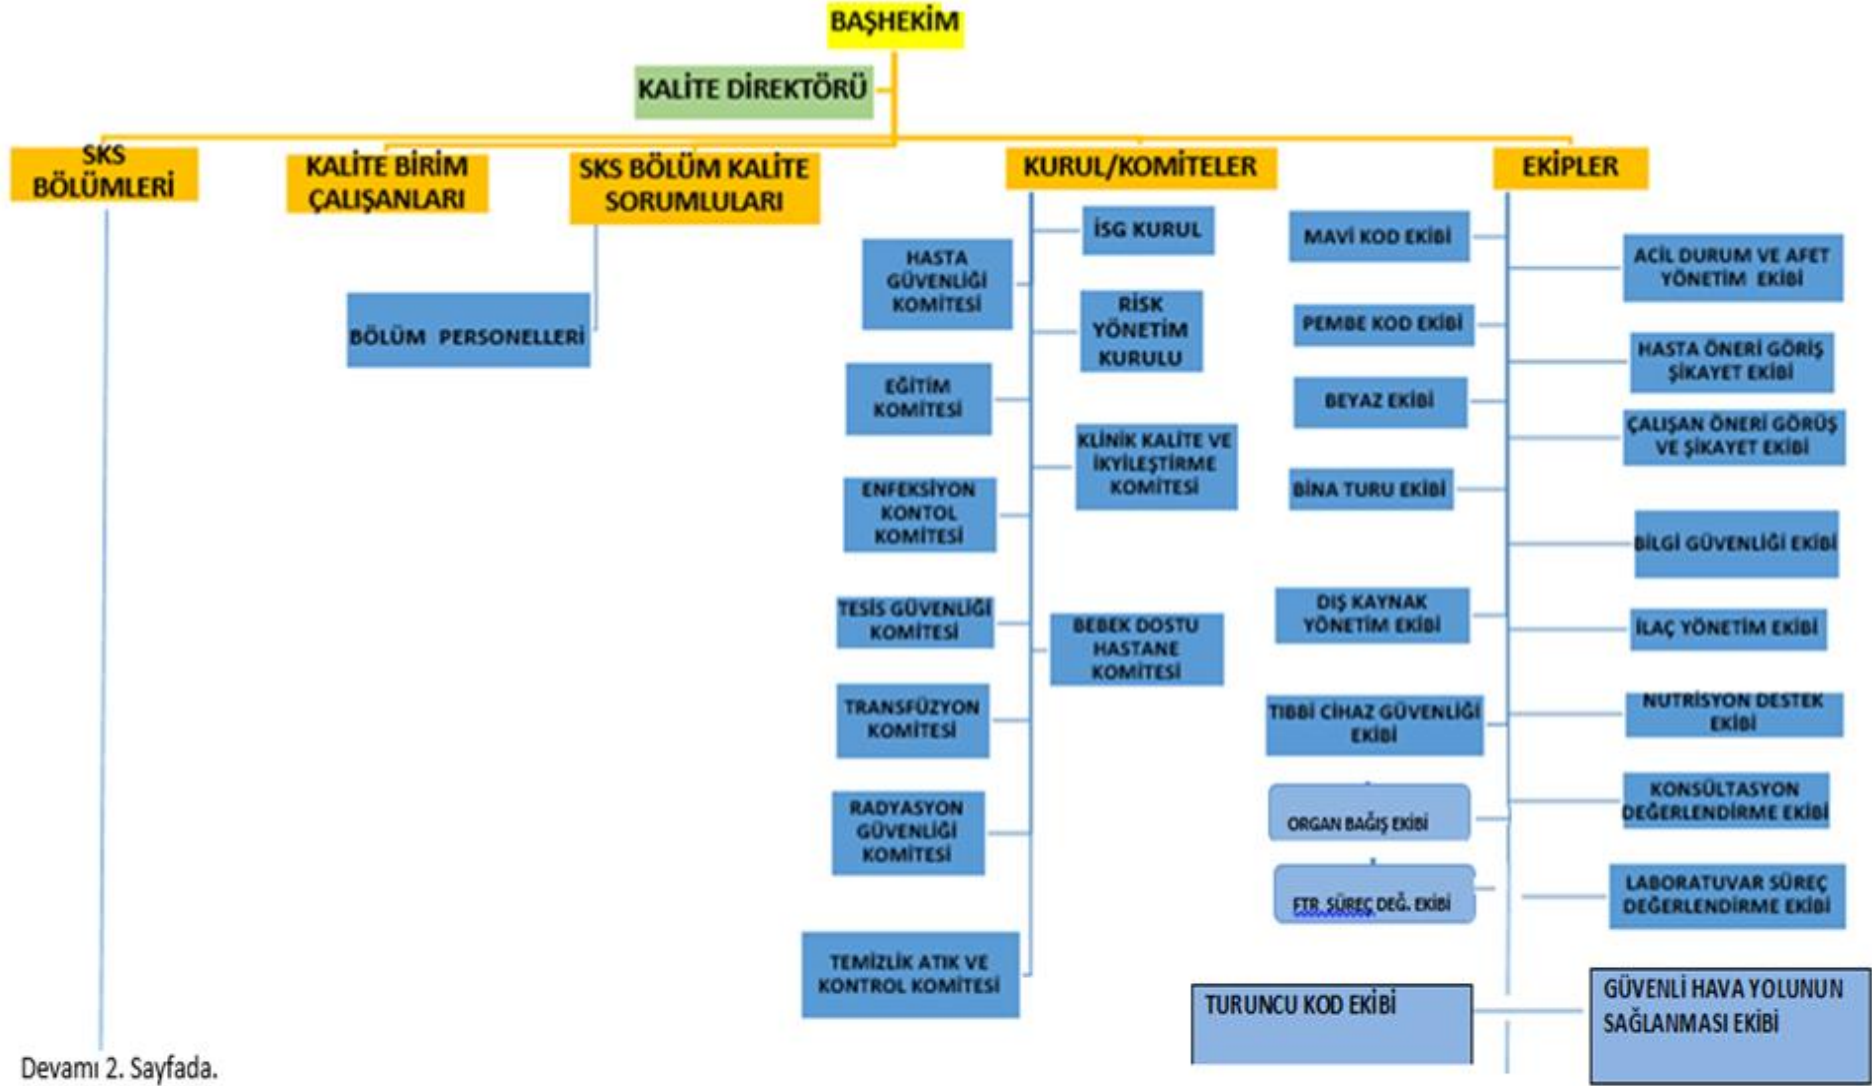 BAŞHEKİM
KALİTE DİREKTÖRÜ
SKS
BÖLÜMLERİ
KALİTE BİRİM
ÇALIŞANLARI
SKS BÖLÜM KALİTE
SORUMLULARI
KURUL/KOMİTELER
EKİPLER
BÖLÜM PERSONELLERİ
HASTA
GÜVENLİĞİ
KOMİTESİ
EĞİTİM
KOMİTESİ
ENFEKSİYON
KONTOL
KOMİTESİ
TESİS GÜVENLİĞİ
KOMİTESİ
TRANSFÜZYON
KOMİTESİ
RADYASYON
GÜVENLİĞİ
KOMİTESİ
TEMİZLİK ATIK VE
KONTROL KOMİTESİ
İSG KURUL
RİSK
YÖNETİM
KURULU
KLİNİK KALİTE VE
İKYİLEŞTİRME
KOMİTESİ
BEBEK DOSTU
HASTANE
KOMİTESİ
MAVİ KOD EKİBİ
PEMBE KOD EKİBİ
BEYAZ EKİBİ
BİNA TURU EKİBİ
DIŞ KAYNAK
YÖNETİM EKİBİ
TIBBİ CİHAZ GÜVENLİĞİ
EKİBİ
ORGAN BAĞIŞ EKİBİ
FTR SÜREÇ DEĞ. EKİBİ
TURUNCU KOD EKİBİ
ACİL DURUM VE AFET
YÖNETİM EKİBİ
HASTA ÖNERİ GÖRİŞ
ŞİKAYET EKİBİ
ÇALIŞAN ÖNERİ GÖRÜŞ
VE ŞİKAYET EKİBİ
BİLGİ GÜVENLİĞİ EKİBİ
İLAÇ YÖNETİM EKİBİ
NUTRİSYON DESTEK
EKİBİ
KONSÜLTASYON
DEĞERLENDİRME EKİBİ
LABORATUVAR SÜREÇ
DEĞERLENDİRME EKİBİ
GÜVENLİ HAVA YOLUNUN
SAĞLANMASI EKİBİ
Devamı 2. Sayfada.